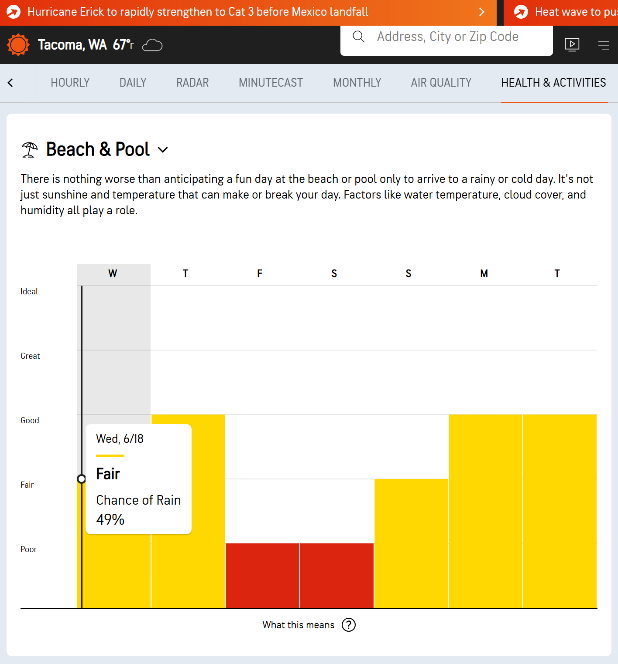 Hurricane Erick to rapidly strengthen to Cat 3 before Mexico landfall
Heat wave to pu
Tacoma, WA 67°F
Address, City or Zip Code
HOURLY DAILY RADAR MINUTECAST MONTHLY AIR QUALITY HEALTH & ACTIVITIES
Beach & Pool
There is nothing worse than anticipating a fun day at the beach or pool only to arrive to a rainy or cold day. It's not
just sunshine and temperature that can make or break your day. Factors like water temperature, cloud cover, and
humidity all play a role.
W T F S S M T
Ideal
Great
Good
Wed, 6/18
Fair
Fair
Chance of Rain
49%
Poor
What this means ?